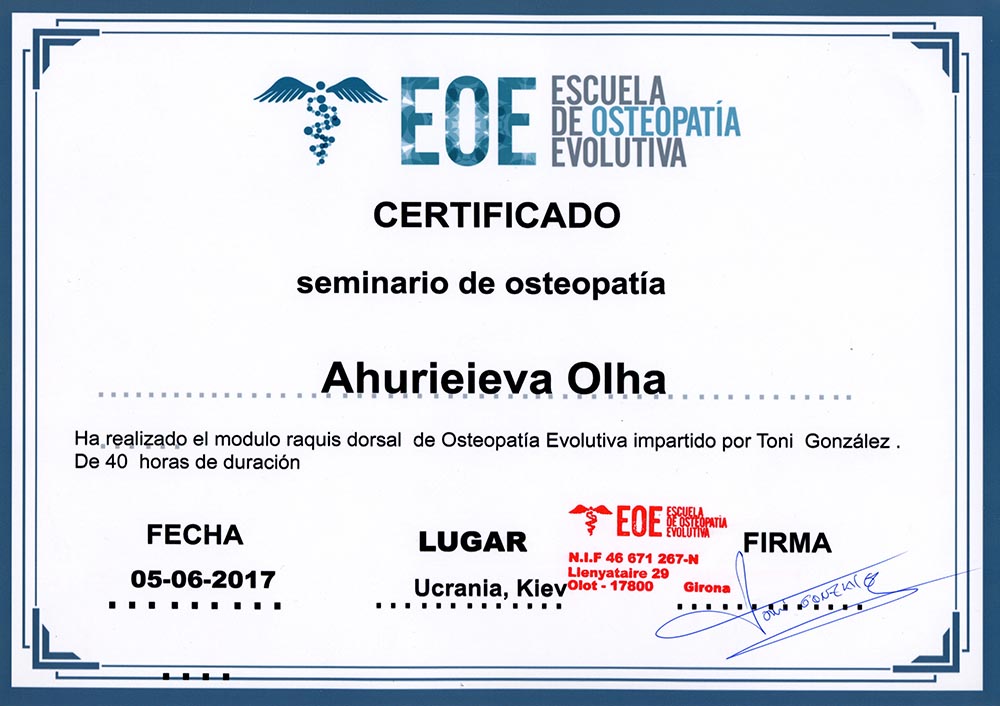 EOE
ESCUELA
DE OSTEOPATÍA
EVOLUTIVA
CERTIFICADO
seminario de osteopatía
Ahurieieva Olha
Ha realizado el modulo raquis dorsal de Osteopatía Evolutiva impartido por Toni González .
De 40 horas de duración
FECHA
05-06-2017
LUGAR
Ucrania, Kiev
EOE
ESCUELA
DE OSTEOPATÍA
EVOLUTIVA
N.I.F 46 671 267-N
Llenyataire 29
Olot - 17800 Girona
FIRMA
Toni GONZALEZ